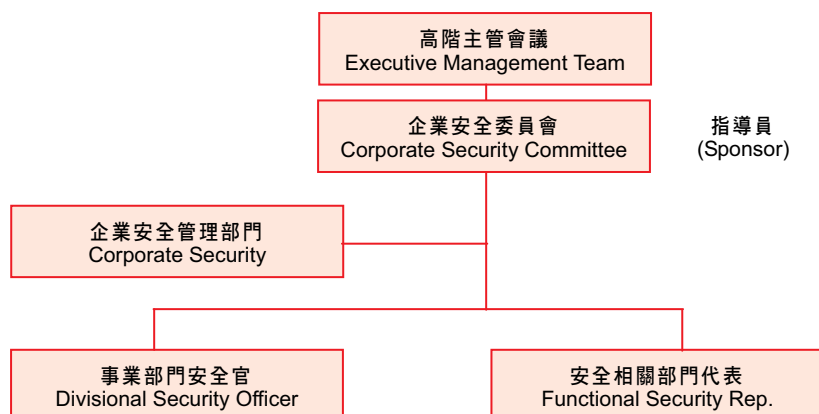 高階主管會議
Executive Management Team
企業安全委員會
Corporate Security Committee
指導員
(Sponsor)
企業安全管理部門
Corporate Security
事業部門安全官
Divisional Security Officer
安全相關部門代表
Functional Security Rep.